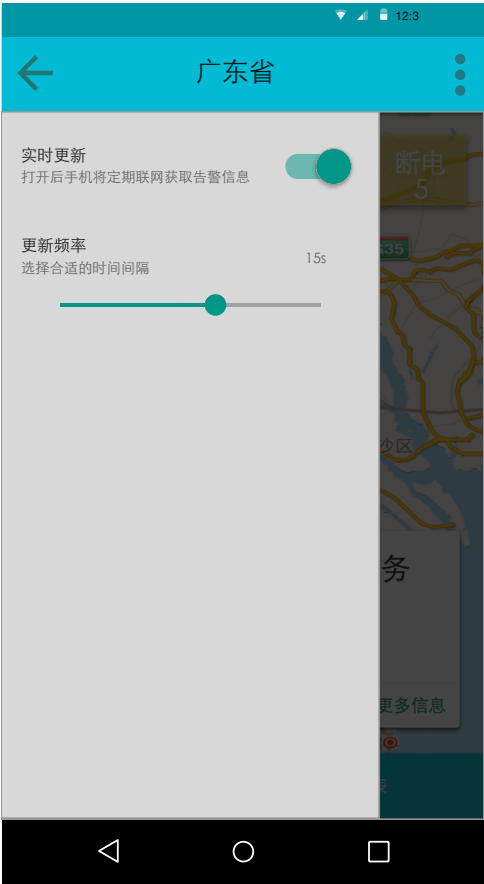 12:3
广东省
实时更新
打开后手机将定期联网获取告警信息
更新频率
选择合适的时间间隔
15s
断电
5
G35
沙区
务
更多信息